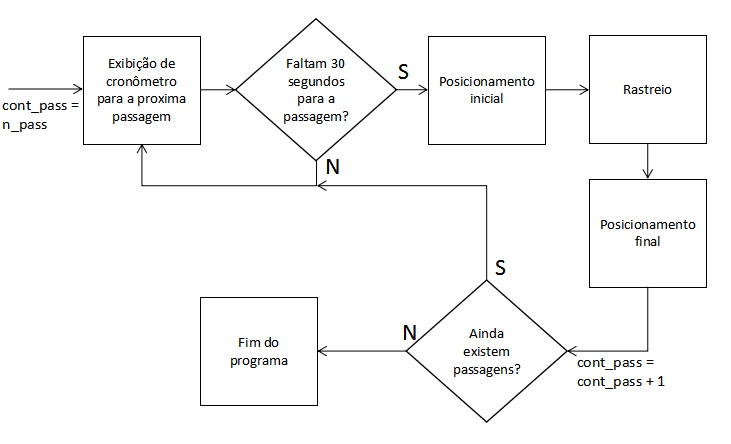 cont_pass =
n_pass
Exibição de
cronômetro
para a proxima
passagem
Faltam 30
segundos
para a
passagem?
S
N
Posicionamento
inicial
Rastreio
Posicionamento
final
cont_pass =
cont_pass + 1
Ainda
existem
passagens?
S
N
Fim do
programa